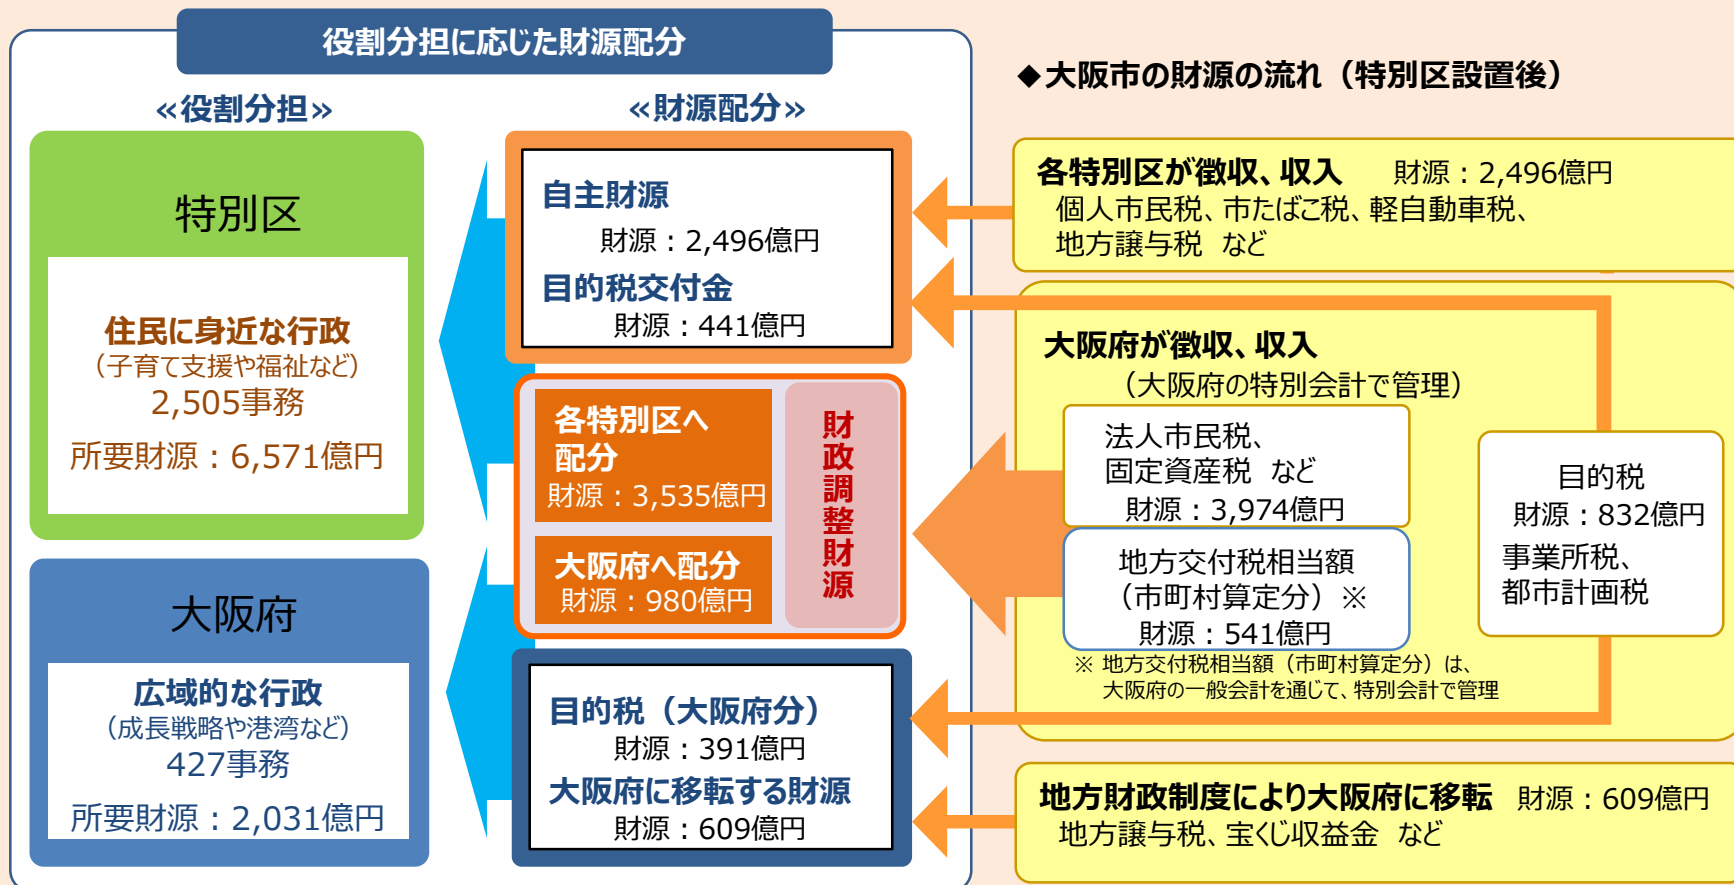 役割分担に応じた財源配分
≪役割分担≫
≪財源配分≫
特別区
住民に身近な行政
（子育て支援や福祉など）
2,505事務
所要財源：6,571億円
大阪府
広域的な行政
（成長戦略や港湾など）
427事務
所要財源：2,031億円
自主財源
財源：2,496億円
目的税交付金
財源：441億円
各特別区へ
配分
財源：3,535億円
大阪府へ配分
財源：980億円
財政調整財源
目的税（大阪府分）
財源：391億円
大阪府に移転する財源
財源：609億円
◆大阪市の財源の流れ（特別区設置後）
各特別区が徴収、収入　財源：2,496億円
個人市民税、市たばこ税、軽自動車税、
地方譲与税　など
大阪府が徴収、収入
（大阪府の特別会計で管理）
法人市民税、
固定資産税　など
財源：3,974億円
地方交付税相当額
（市町村算定分）※
財源：541億円
※ 地方交付税相当額（市町村算定分）は、
大阪府の一般会計を通じて、特別会計で管理
目的税
財源：832億円
事業所税、
都市計画税
地方財政制度により大阪府に移転　財源：609億円
地方譲与税、宝くじ収益金　など